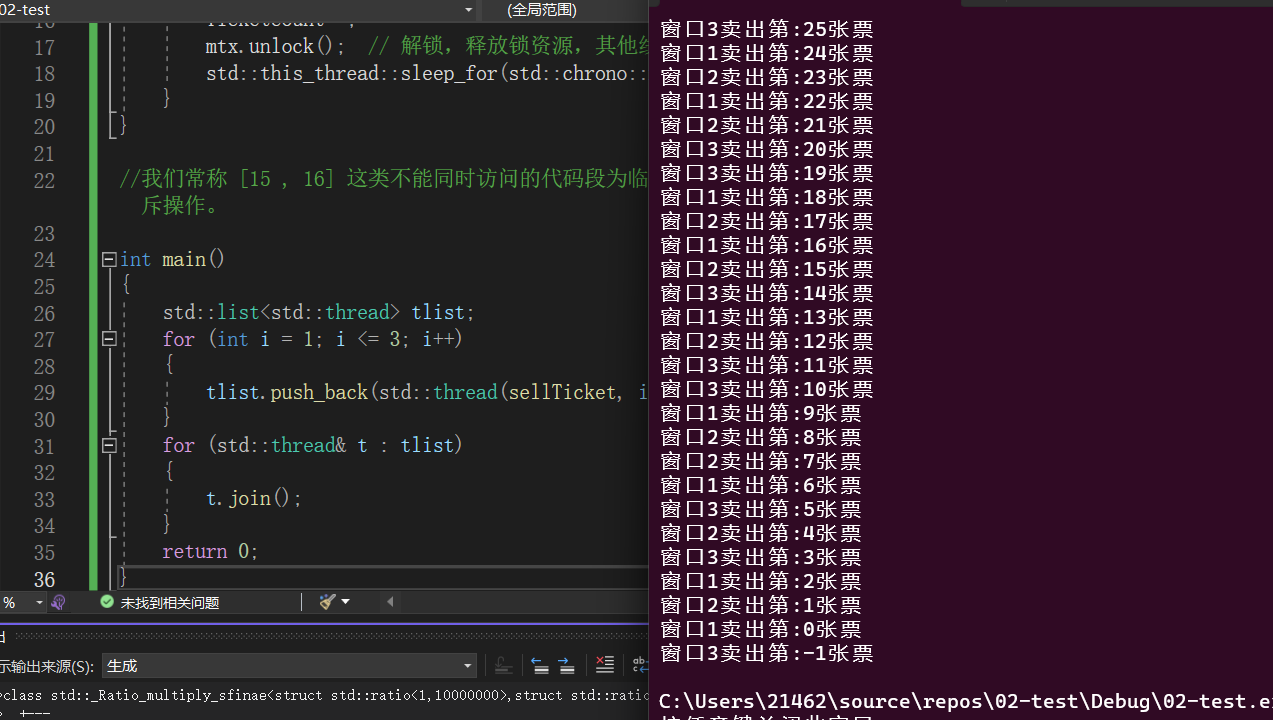 02-test
(全局范围)
17 mtx.unlock(); // 解锁，释放锁资源，其他
18 std::this_thread::sleep_for(std::chrono::
19 }
20 }
21
22 //我们常称 [15 , 16] 这类不能同时访问的代码段为临
斥操作。
23
24 int main()
25 {
26 std::list<std::thread> tlist;
27 for (int i = 1; i <= 3; i++)
28 {
29 tlist.push_back(std::thread(sellTicket, i
30 }
31 for (std::thread& t : tlist)
32 {
33 t.join();
34 }
35 return 0;
36 }
% 未找到相关问题
示输出来源(S): 生成
class std::_Ratio_multiply_sfinae<struct std::ratio<1,10000000>,struct std::ratio
窗口3卖出第:25张票
窗口1卖出第:24张票
窗口2卖出第:23张票
窗口1卖出第:22张票
窗口2卖出第:21张票
窗口3卖出第:20张票
窗口3卖出第:19张票
窗口1卖出第:18张票
窗口2卖出第:17张票
窗口1卖出第:16张票
窗口2卖出第:15张票
窗口3卖出第:14张票
窗口1卖出第:13张票
窗口2卖出第:12张票
窗口3卖出第:11张票
窗口3卖出第:10张票
窗口1卖出第:9张票
窗口2卖出第:8张票
窗口2卖出第:7张票
窗口1卖出第:6张票
窗口3卖出第:5张票
窗口2卖出第:4张票
窗口3卖出第:3张票
窗口1卖出第:2张票
窗口2卖出第:1张票
窗口1卖出第:0张票
窗口3卖出第:-1张票
C:\Users\21462\source\repos\02-test\Debug\02-test.e